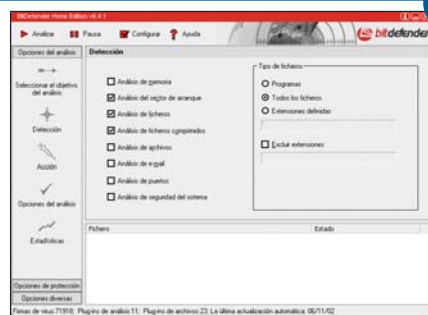 BitDefender Home Edition v6.4.1
Analizar Pausa Configurar Ayuda
bitdefender
Opciones del análisis
Seleccionar el objetivo del análisis
Detección
Acción
Opciones del análisis
Estadísticas
Opciones de protección
Opciones diversas
Detección
Análisis de memoria
Análisis del sector de arranque
Análisis de ficheros
Análisis de ficheros comprimidos
Análisis de archivos
Análisis de e-mail
Análisis de puertos
Análisis de seguridad del sistema
Tipo de ficheros
Programas
Todos los ficheros
Extensiones definidas
Excluir extensiones
Fichero Estado
Firmas de virus:71918; Plug-ins de análisis:11; Plug-ins de archivos:23; La última actualización automática: 06/11/02